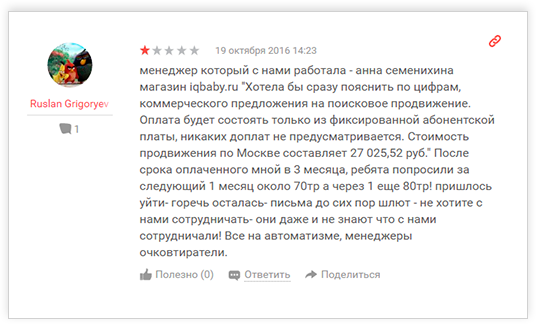 19 октября 2016 14:23
Ruslan Grigoryev
1
менеджер который с нами работала - анна семенихина
магазин iqbaby.ru "Хотела бы сразу пояснить по цифрам,
коммерческого предложения на поисковое продвижение.
Оплата будет состоять только из фиксированной абонентской
платы, никаких доплат не предусматривается. Стоимость
продвижения по Москве составляет 27 025,52 руб." После
срока оплаченного мной в 3 месяца, ребята попросили за
следующий 1 месяц около 70тр а через 1 еще 80тр! пришлось
уйти- горечь осталась- письма до сих пор шлют - не хотите с
нами сотрудничать- они даже и не знают что с нами
сотрудничали! Все на автоматизме, менеджеры
очковтиратели.
Полезно (0) Ответить Поделиться